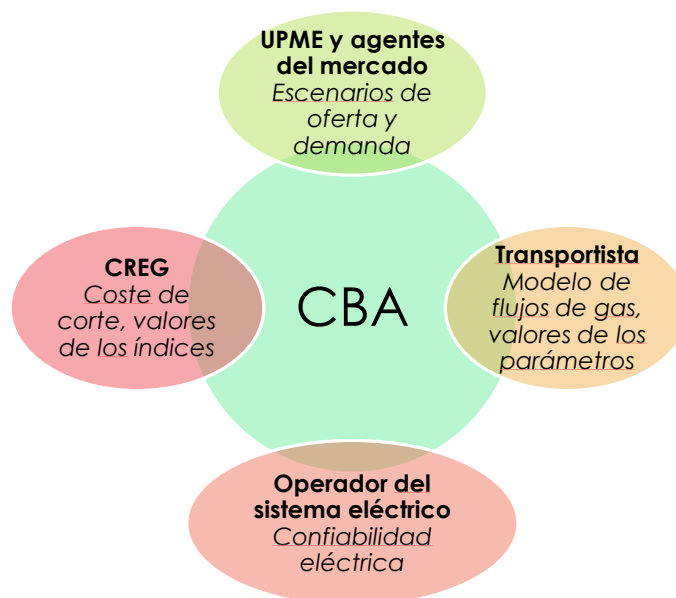 UPME y agentes
del mercado
Escenarios de
oferta y
demanda
CREG
Coste de
corte, valores
de los índices
CBA
Transportista
Modelo de
flujos de gas,
valores de los
parámetros
Operador del
sistema eléctrico
Confiabilidad
eléctrica